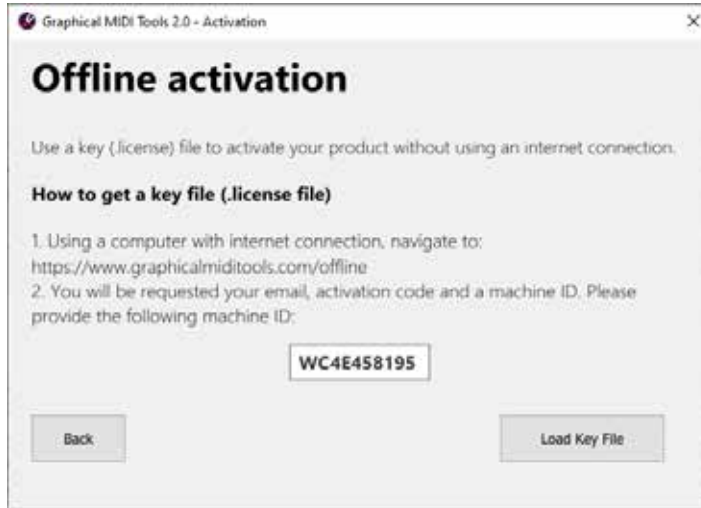 Graphical MIDI Tools 2.0 - Activation
Offline activation
Use a key (.license) file to activate your product without using an internet connection.
How to get a key file (.license file)
1. Using a computer with internet connection, navigate to:
https://www.graphicalmiditools.com/offline
2. You will be requested your email, activation code and a machine ID. Please
provide the following machine ID:
WC4E458195
Back
Load Key File